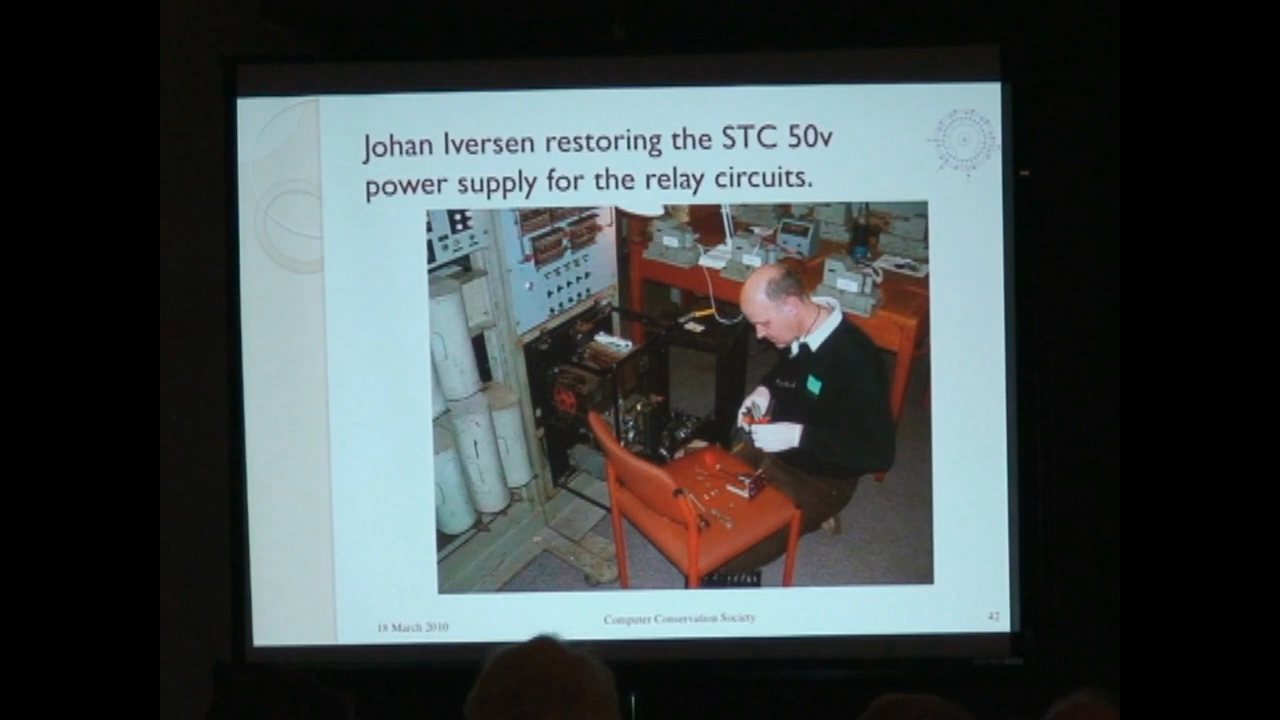 Johan Iversen restoring the STC 50v
power supply for the relay circuits.
18 March 2010
Computer Conservation Society
42